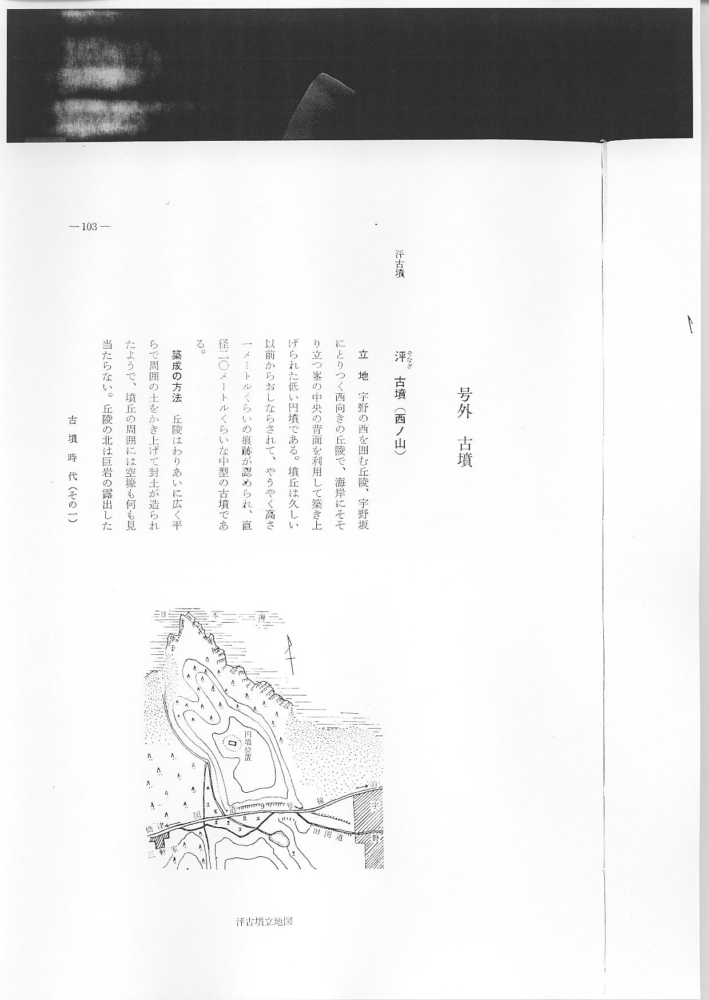 号外 古墳
泙 古墳（西ノ山）
そなぎ
泙古墳
立 地 宇野の西を囲む丘陵、宇野坂
にとりつく西向きの丘陵で、海岸にそそ
り立つ峯の中央の背面を利用して築き上
げられた低い円墳である。墳丘は久しい
以前からおしならされて、やうやく高さ
一メートルくらいの痕跡が認められ、直
径二〇メートルくらいな中型の古墳であ
る。
築成の方法 丘陵はわりあいに広く平
らで周囲の土をかき上げて封土が造られ
たようで、墳丘の周囲には空壕も何も見
当たらない。丘陵の北は巨岩の露出した
古墳時代（その一）
—103—
日本海
円墳位置
泊
国道9号線
宇野
旧国道
橋津
三軒家
泙古墳立地図